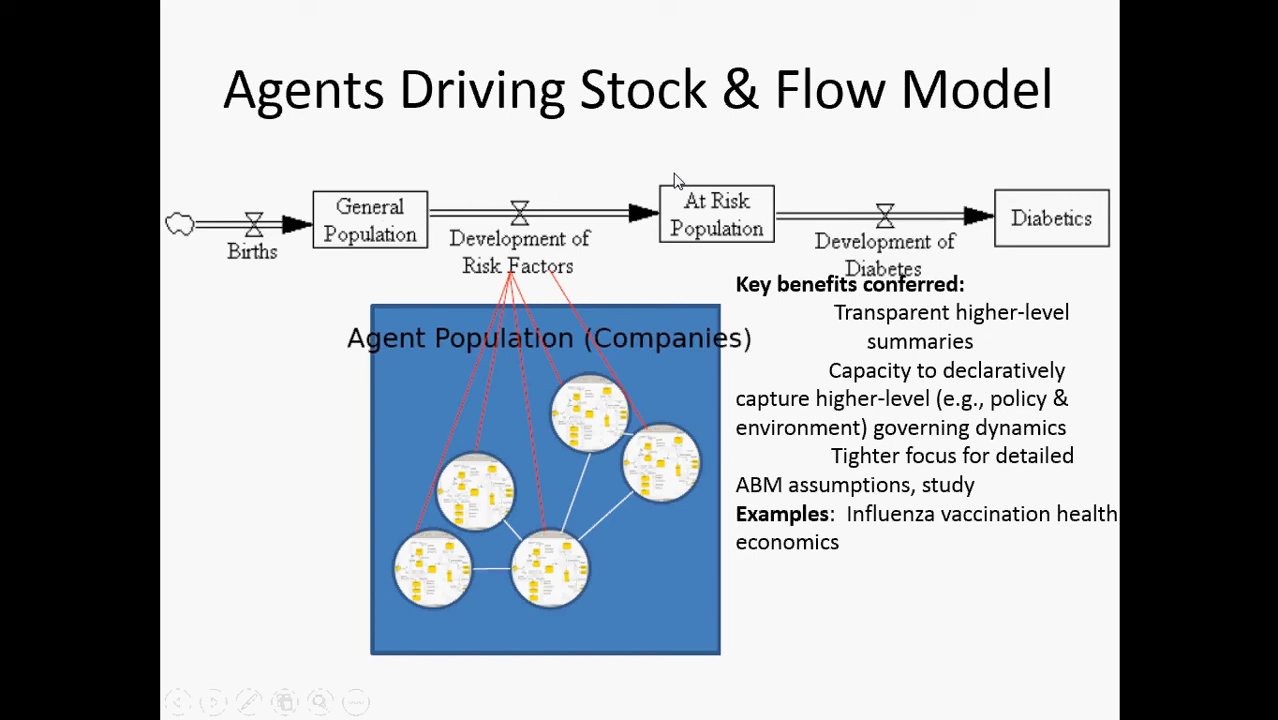 Agents Driving Stock & Flow Model
General
Population
At Risk
Population
Diabetics
Births
Development of
Risk Factors
Development of
Diabetes
Key benefits conferred:
Transparent higher-level
summaries
Capacity to declaratively
capture higher-level (e.g., policy &
environment) governing dynamics
Tighter focus for detailed
ABM assumptions, study
Examples: Influenza vaccination health
economics
Agent Population (Companies)